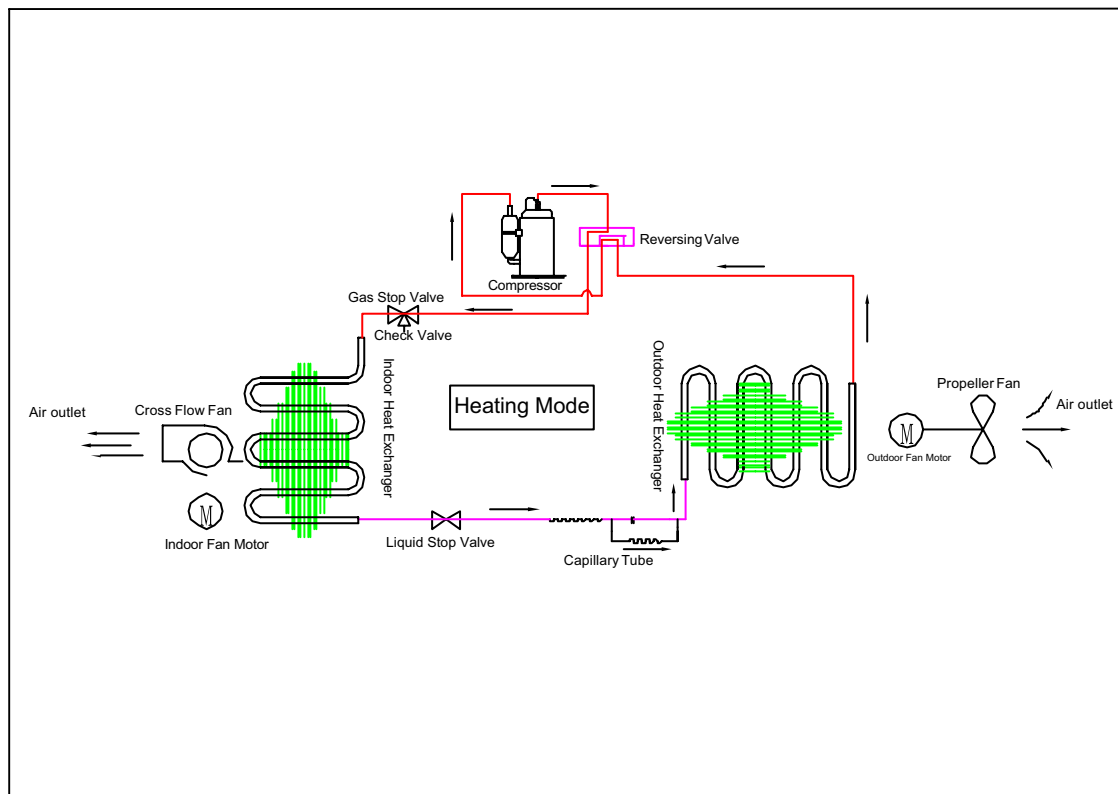 Reversing Valve
Compressor
Gas Stop Valve
Check Valve
Indoor Heat Exchanger
Outdoor Heat Exchanger
Heating Mode
Propeller Fan
Air outlet
Cross Flow Fan
Air outlet
M
Outdoor Fan Motor
M
Indoor Fan Motor
Liquid Stop Valve
Capillary Tube